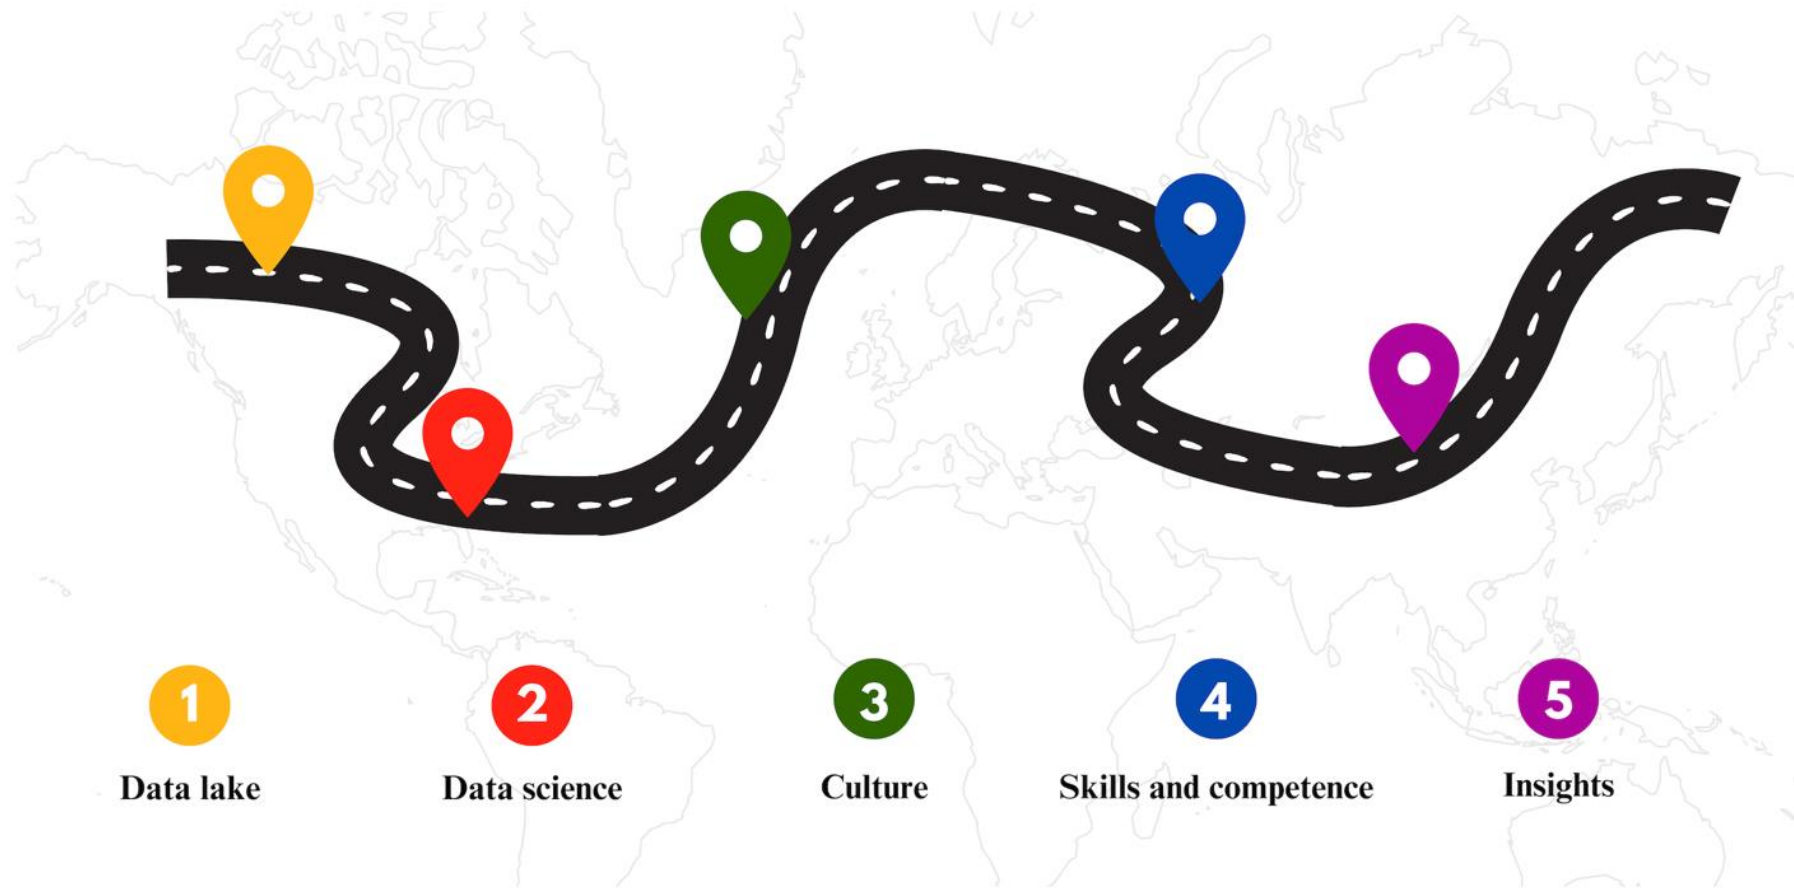 1
2
3
4
5
Data lake
Data science
Culture
Skills and competence
Insights